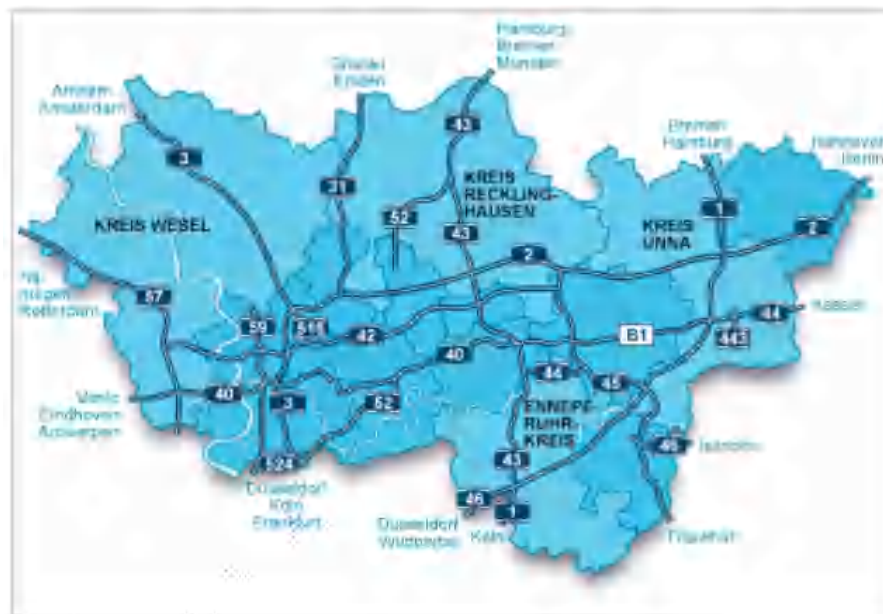 Hamburg
Bremen
Münster
Emden
Arnheim
Amsterdam
43
Bremen
Hamburg
Hannover
Berlin
3
31
KREIS
RECKLING-
HAUSEN
52
1
KREIS WESEL
43
KREIS
UNNA
2
2
57
Rotterdam
59
516
42
44
Kassel
B1
443
40
44
45
Venlo
Eindhoven
Antwerpen
40
3
52
ENNEPE-
RUHR-
KREIS
46
Iserlohn
43
524
Düsseldorf
Köln
Frankfurt
46
1
Düsseldorf
Wuppertal
Köln
Frankfurt